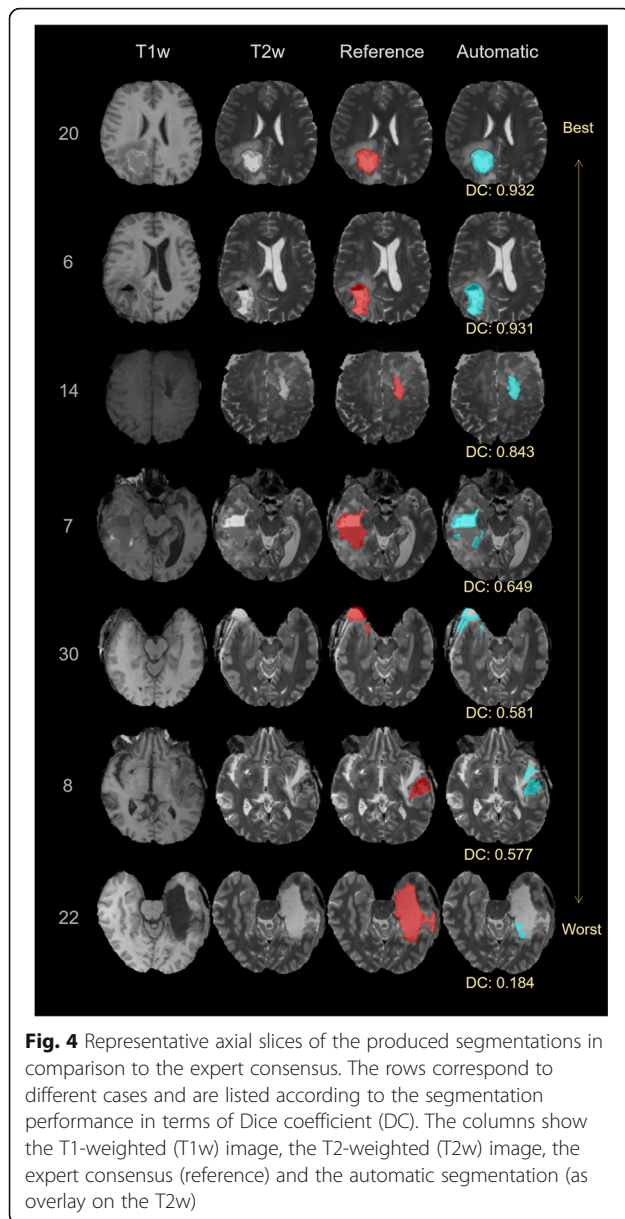 T1w T2w Reference Automatic
20 Best
DC: 0.932
6
DC: 0.931
14
DC: 0.843
7
DC: 0.649
30
DC: 0.581
8
DC: 0.577
22 Worst
DC: 0.184
Fig. 4 Representative axial slices of the produced segmentations in
comparison to the expert consensus. The rows correspond to
different cases and are listed according to the segmentation
performance in terms of Dice coefficient (DC). The columns show
the T1-weighted (T1w) image, the T2-weighted (T2w) image, the
expert consensus (reference) and the automatic segmentation (as
overlay on the T2w)